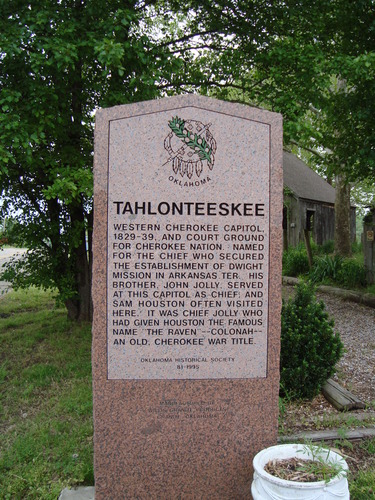 OKLAHOMA
TAHLONTEESKEE
WESTERN CHEROKEE CAPITOL,
1829-39, AND COURT GROUND
FOR CHEROKEE NATION. NAMED
FOR THE CHIEF WHO SECURED
THE ESTABLISHMENT OF DWIGHT
MISSION IN ARKANSAS TER. HIS
BROTHER, JOHN JOLLY, SERVED
AT THIS CAPITOL AS CHIEF; AND
SAM HOUSTON OFTEN VISITED
HERE. IT WAS CHIEF JOLLY WHO
HAD GIVEN HOUSTON THE FAMOUS
NAME "THE RAVEN"--COLONAH--
AN OLD CHEROKEE WAR TITLE.
OKLAHOMA HISTORICAL SOCIETY
83-1995
OKLAHOMA